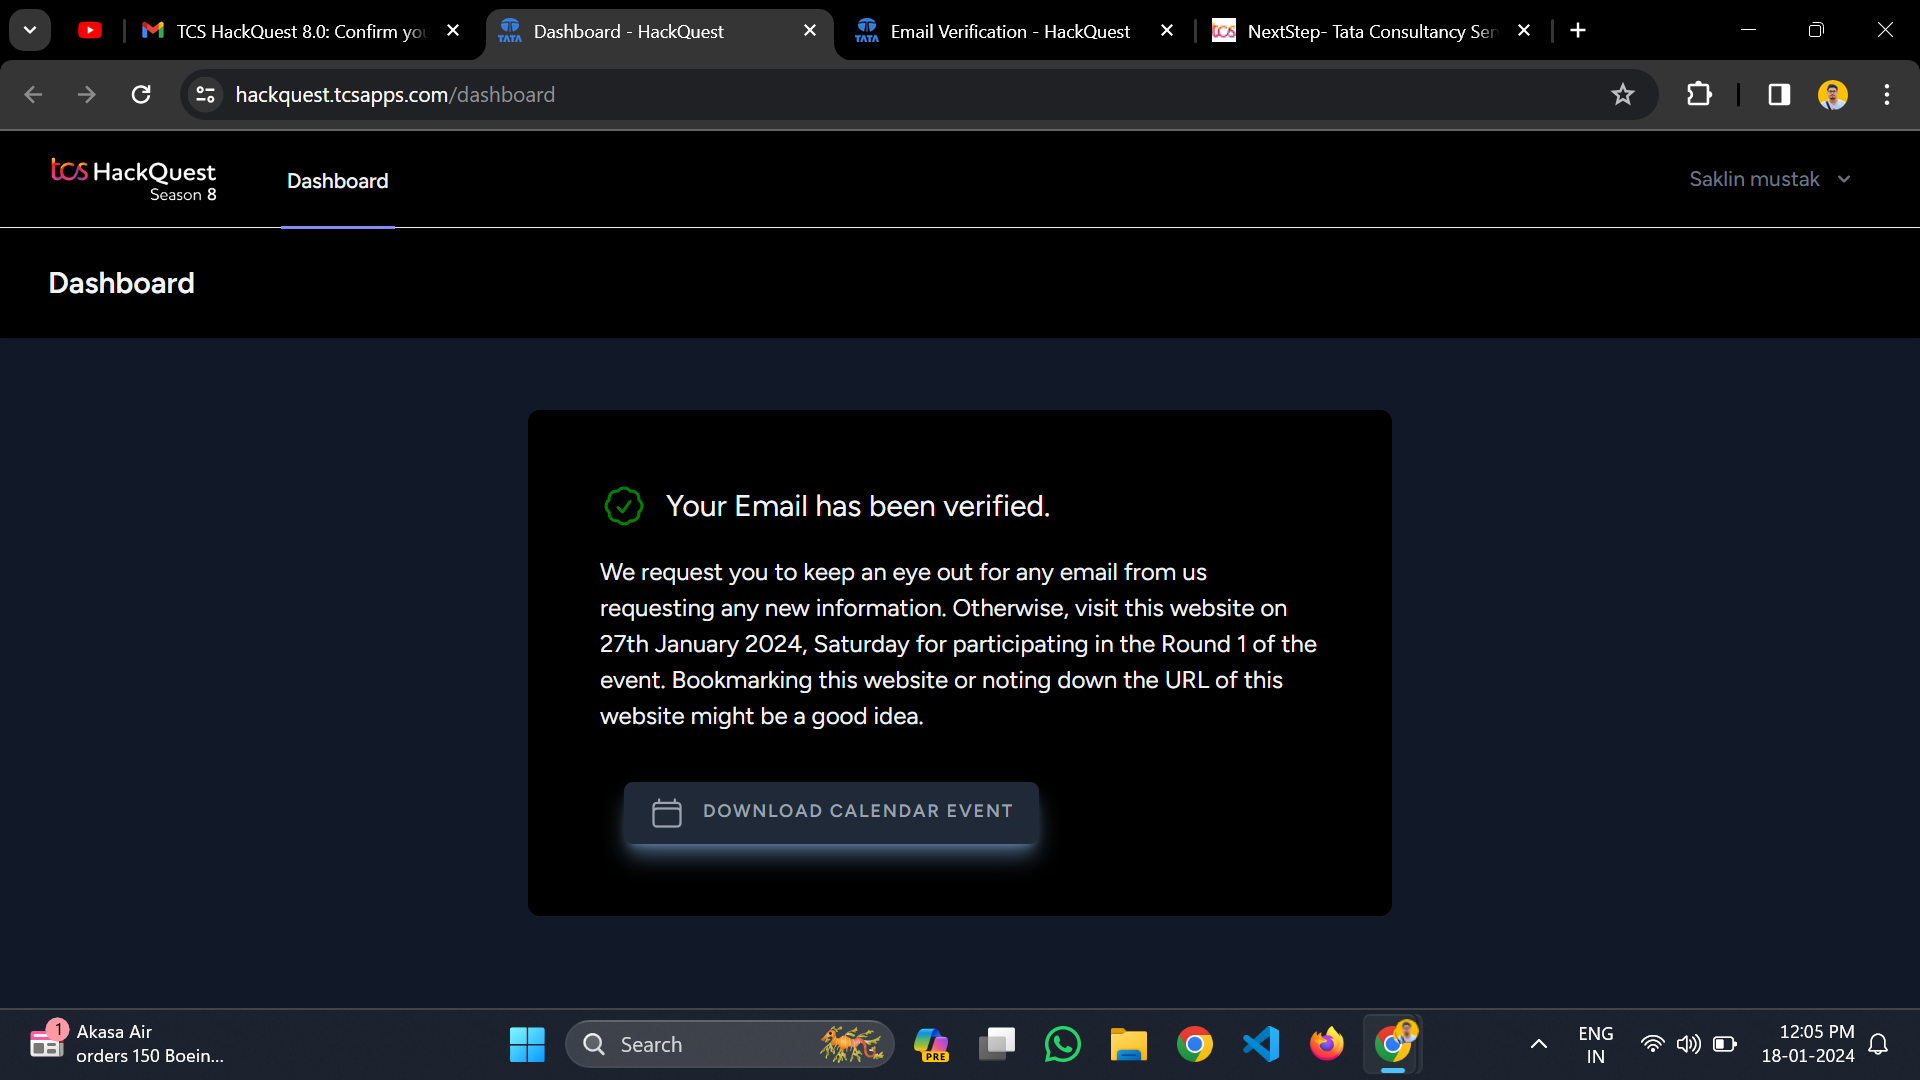 TCS HackQuest 8.0: Confirm you
Dashboard - HackQuest
Email Verification - HackQuest
tcs
NextStep- Tata Consultancy Ser
TATA
TATA
hackquest.tcsapps.com/dashboard
tcs HackQuest
Season 8
Dashboard
Saklin mustak
Dashboard
Your Email has been verified.
We request you to keep an eye out for any email from us
requesting any new information. Otherwise, visit this website on
27th January 2024, Saturday for participating in the Round 1 of the
event. Bookmarking this website or noting down the URL of this
website might be a good idea.
DOWNLOAD CALENDAR EVENT
1
Akasa Air
orders 150 Boein...
Search
PRE
ENG
IN
12:05 PM
18-01-2024